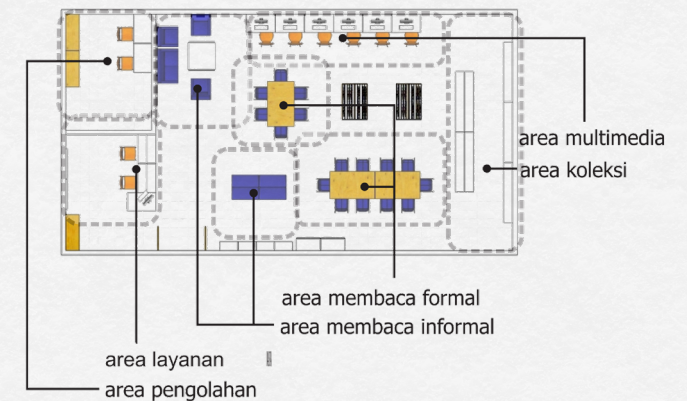 area multimedia
area koleksi
area membaca formal
area membaca informal
area layanan
area pengolahan